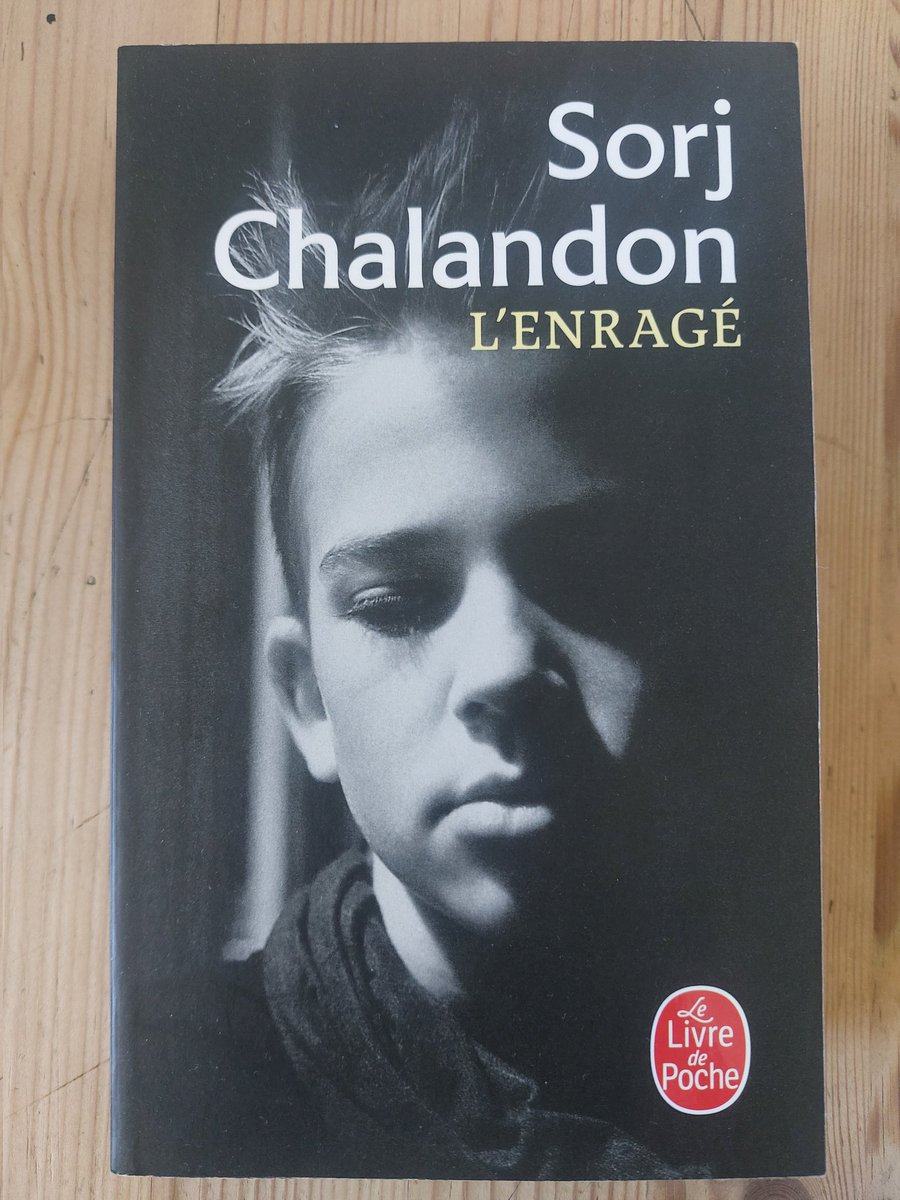 Sorj
Chalandon
L'ENRAGÉ
Le
Livre
de
Poche